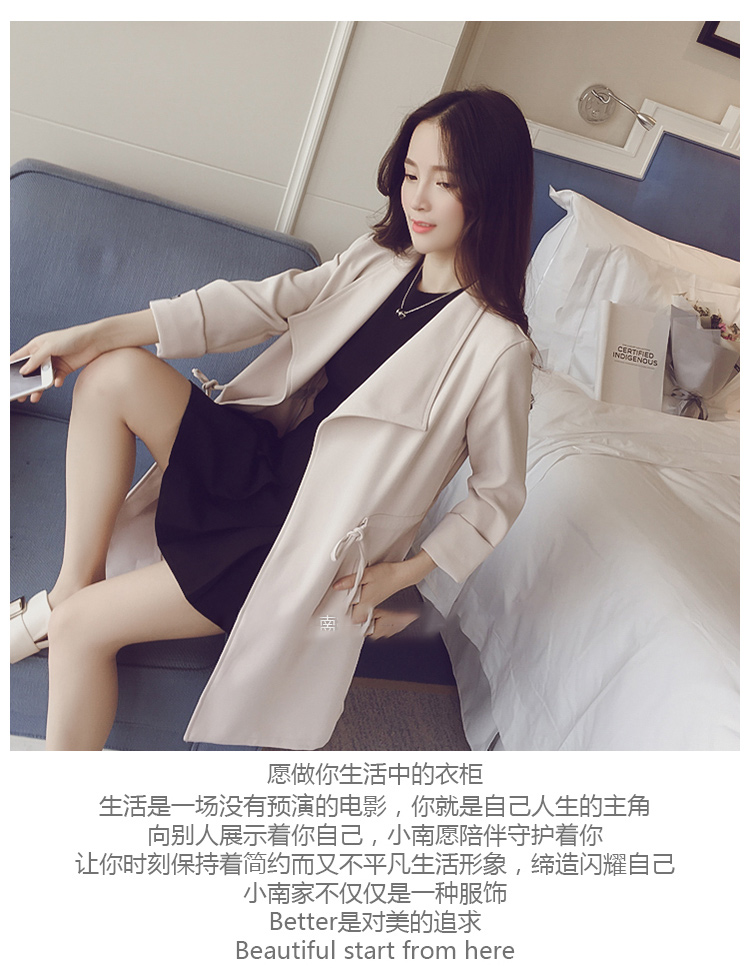 CERTIFIED
INDIGENOUS
南
愿做你生活中的衣柜
生活是一场没有预演的电影，你就是自己人生的主角
向别人展示着你自己，小南愿陪伴守护着你
让你时刻保持着简约而又不平凡生活形象，缔造闪耀自己
小南家不仅仅是一种服饰
Better是对美的追求
Beautiful start from here